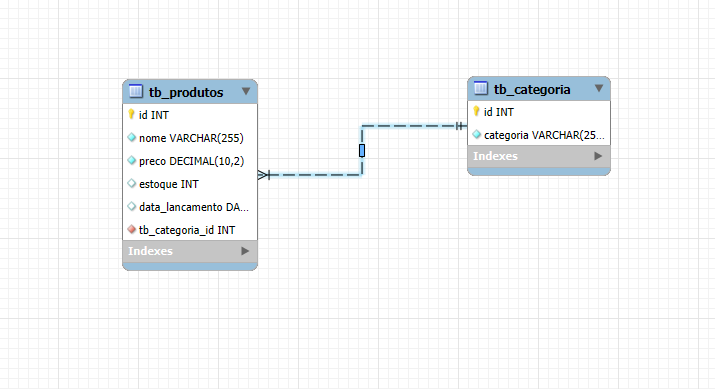 tb_produtos
id INT
nome VARCHAR(255)
preco DECIMAL(10,2)
estoque INT
data_lancamento DA...
tb_categoria_id INT
Indexes
tb_categoria
id INT
categoria VARCHAR(25...
Indexes